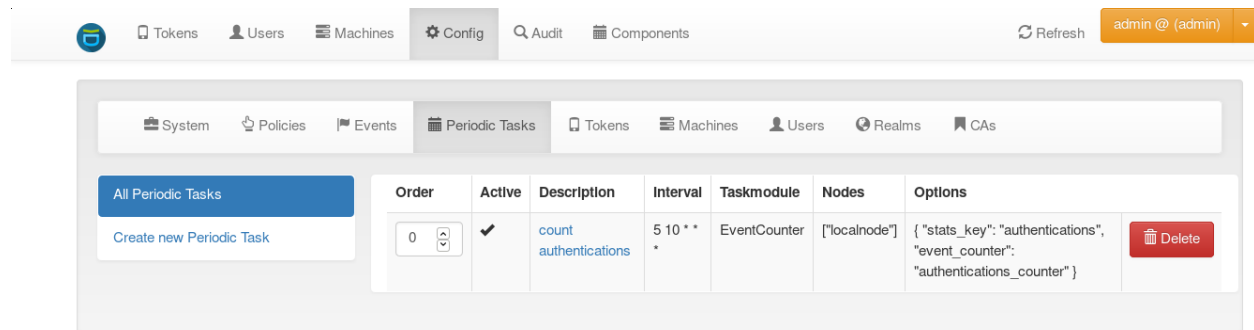 Tokens Users Machines Config Audit Components Refresh admin @ (admin)
System Policies Events Periodic Tasks Tokens Machines Users Realms CAs
All Periodic Tasks
Create new Periodic Task
Order Active Description Interval Taskmodule Nodes Options
0 count 5 10 * * EventCounter ["localnode"] { "stats_key": "authentications", Delete
authentications * "event_counter":
"authentications_counter" }